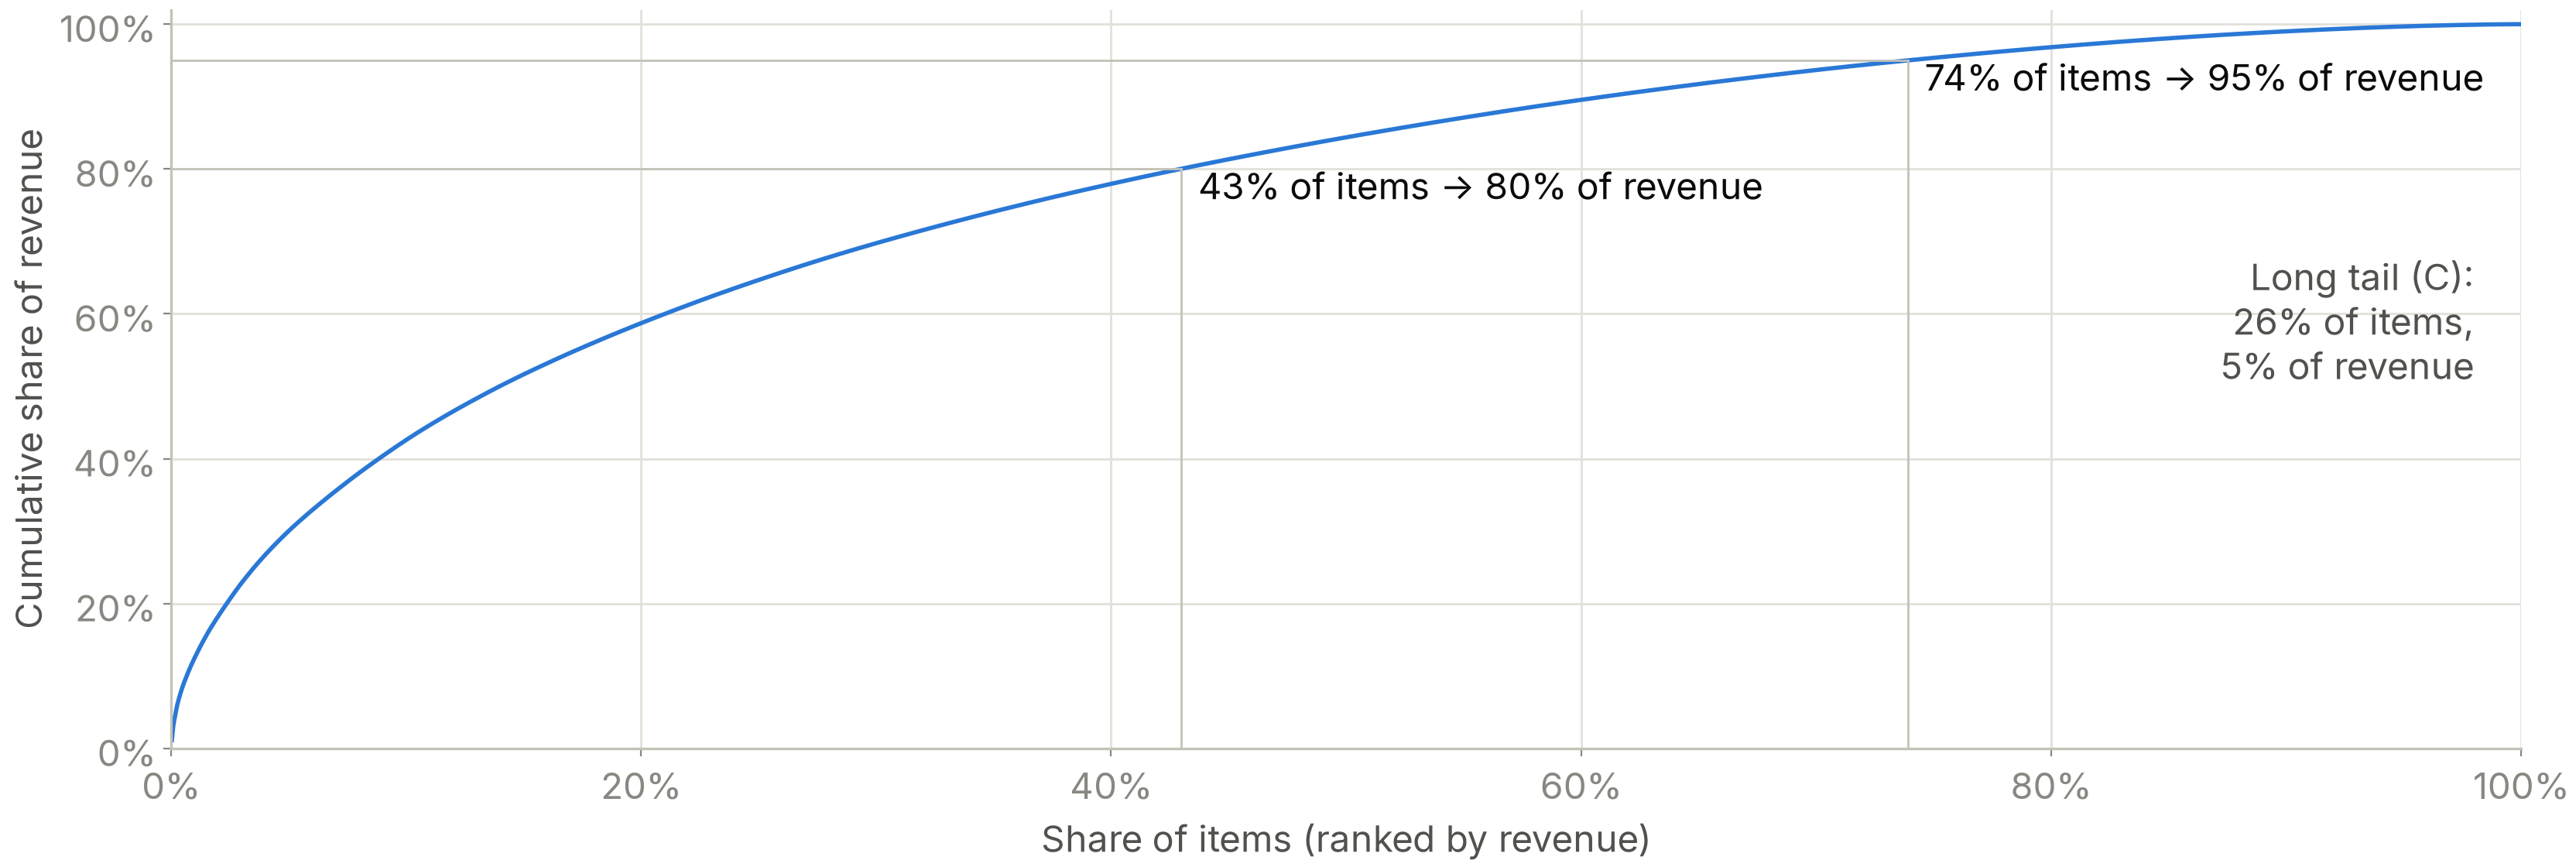 100%
80%
60%
40%
20%
0%
Cumulative share of revenue
74% of items → 95% of revenue
43% of items → 80% of revenue
Long tail (C):
26% of items,
5% of revenue
0%
20%
40%
60%
80%
100%
Share of items (ranked by revenue)